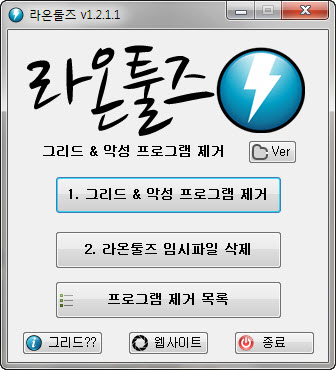 라온툴즈 v1.2.1.1
라온툴즈
그리드 & 악성 프로그램 제거
Ver
1. 그리드 & 악성 프로그램 제거
2. 라온툴즈 임시파일 삭제
프로그램 제거 목록
그리드??
웹사이트
종료